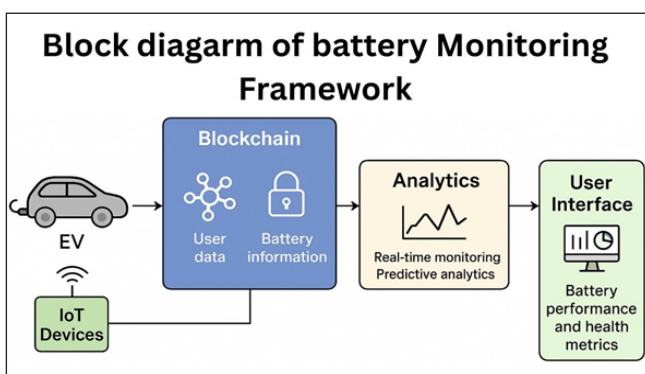 Block diagarm of battery Monitoring
Framework
EV
IoT
Devices
Blockchain
User
data
Battery
information
Analytics
Real-time monitoring
Predictive analytics
User
Interface
Battery
performance
and health
metrics